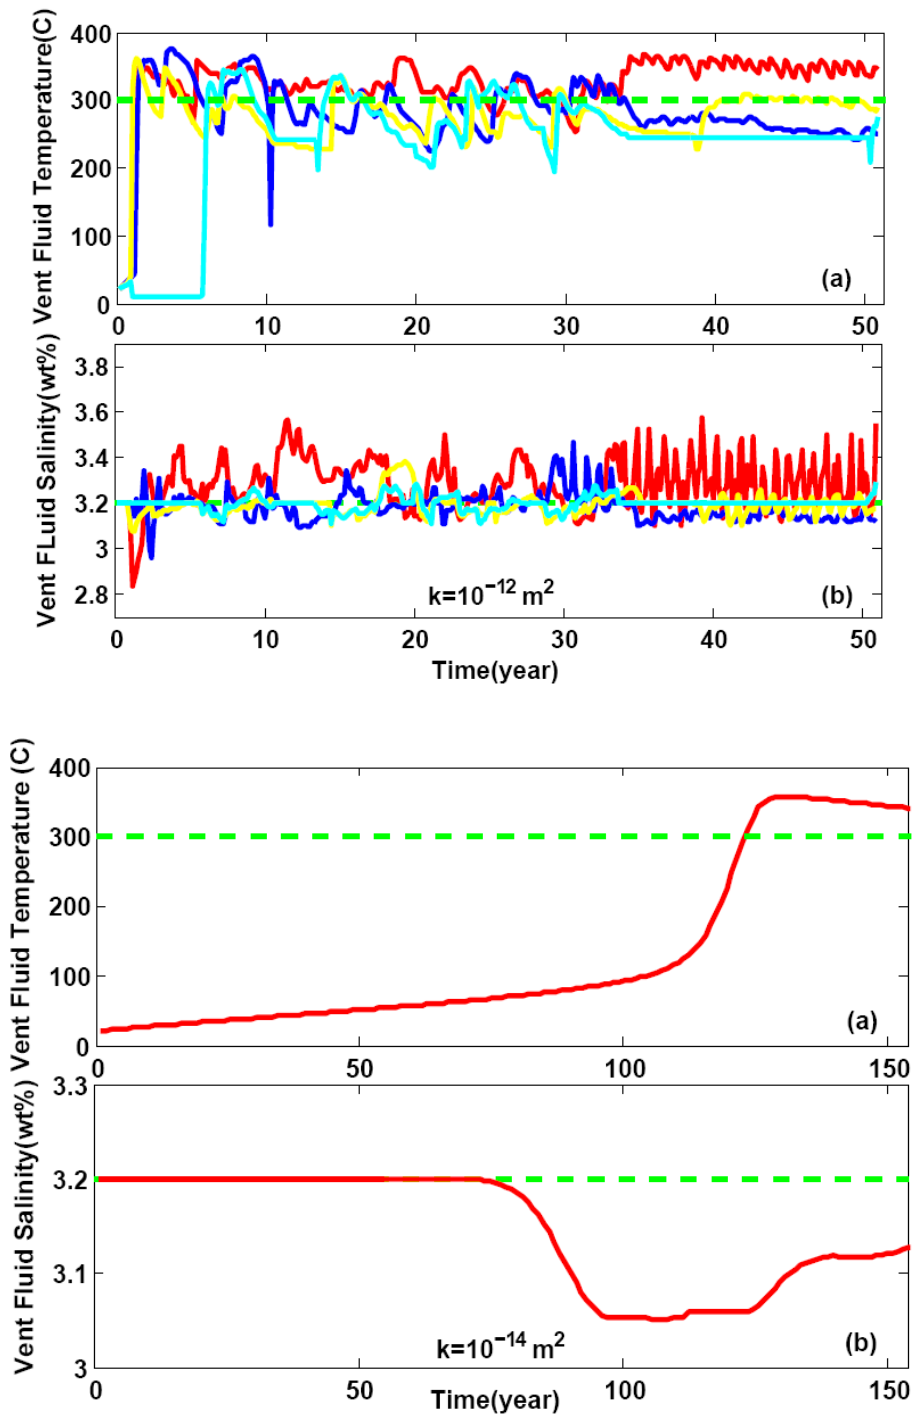 Vent Fluid Temperature(C)
400
300
200
100
0
(a)
0 10 20 30 40 50
Vent FLuid Salinity(wt%)
3.8
3.6
3.4
3.2
3
2.8
k=10⁻¹² m²
(b)
0 10 20 30 40 50
Time(year)
Vent Fluid Temperature (C)
400
300
200
100
0
(a)
0 50 100 150
Vent Fluid Salinity(wt%)
3.3
3.2
3.1
3
k=10⁻¹⁴ m²
(b)
0 50 100 150
Time(year)